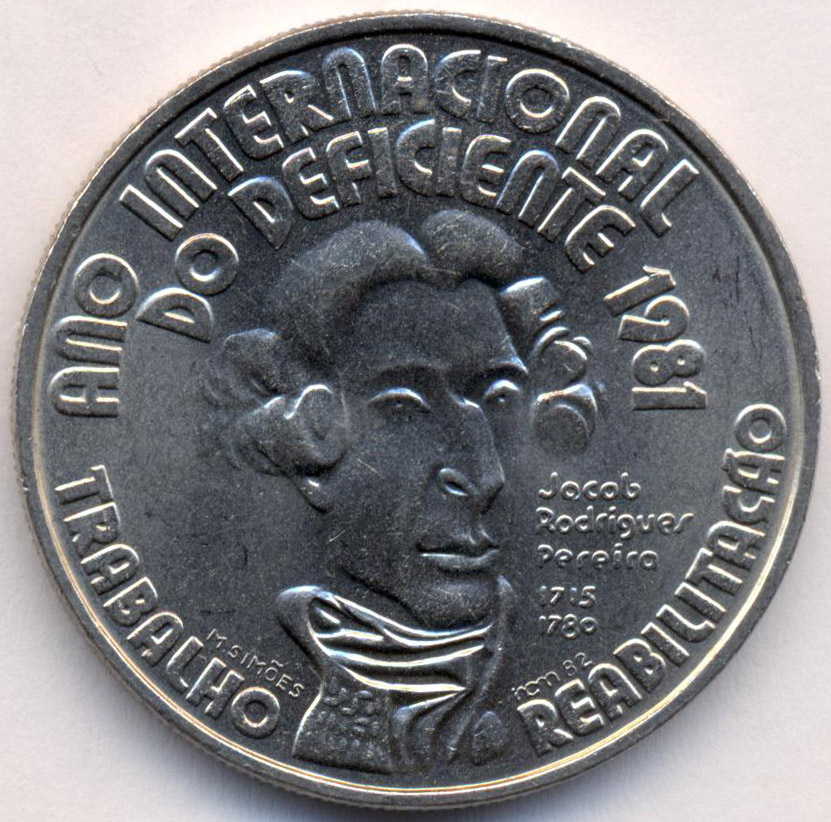 ANO INTERNACIONAL
DO DEFICIENTE 1981
Jacob
Rodrigues
Pereira
1715
1780
TRABALHO
REABILITAÇÃO
M SIMÕES
incm 82